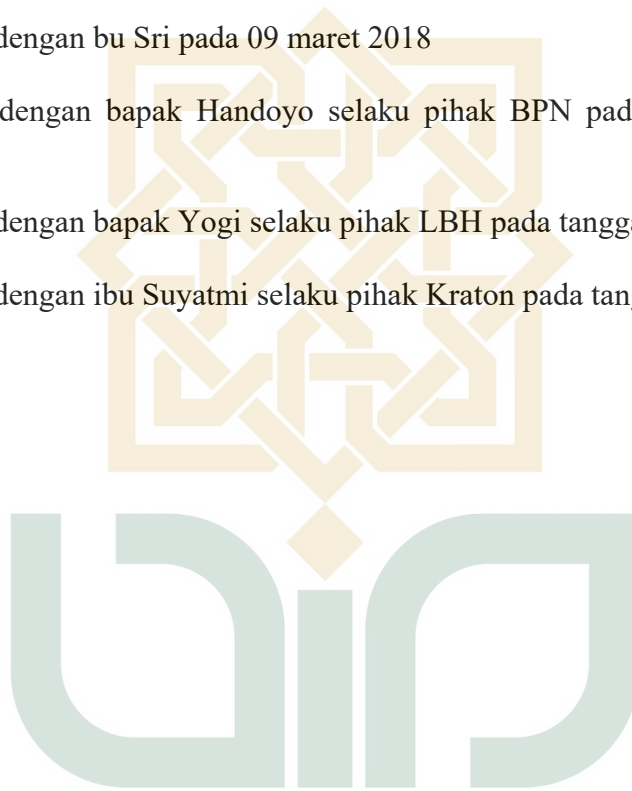 dengan bu Sri pada 09 maret 2018
dengan bapak Handoyo selaku pihak BPN pad
dengan bapak Yogi selaku pihak LBH pada tangga
dengan ibu Suyatmi selaku pihak Kraton pada tan